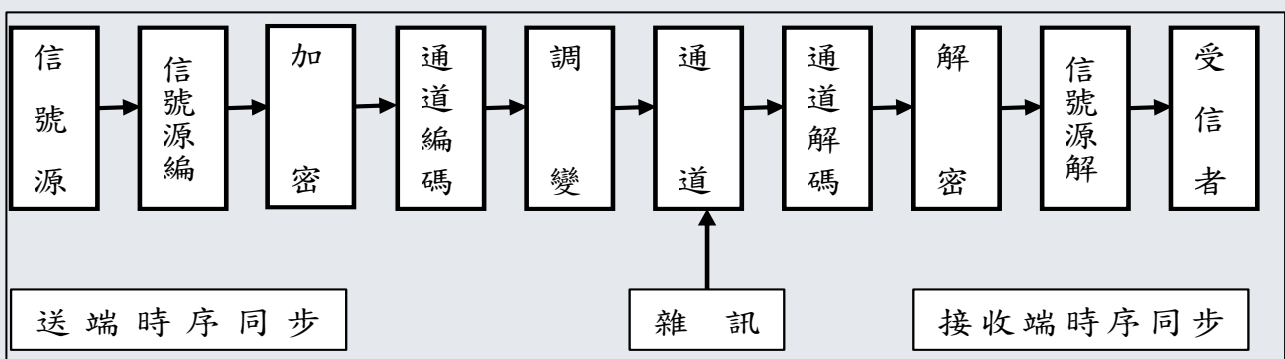 信號源
信號源編
加密
通道編碼
調變
通道
通道解碼
解密
信號源解
受信者
送端時序同步
雜訊
接收端時序同步